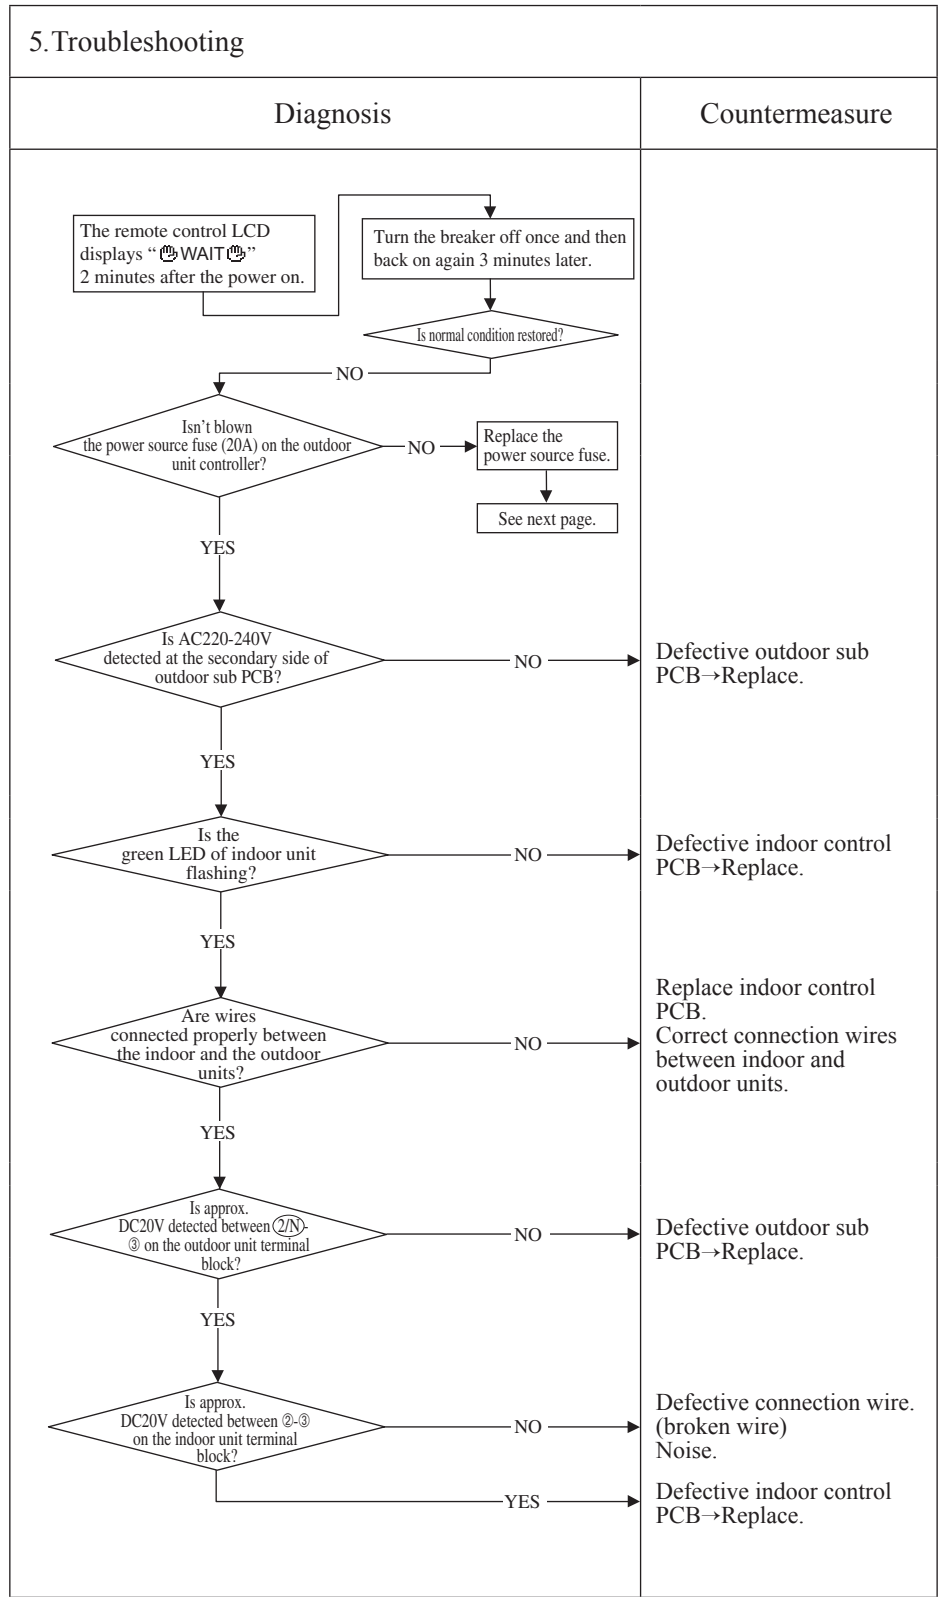 5.Troubleshooting
Diagnosis
Countermeasure
The remote control LCD
displays “ WAIT ”
2 minutes after the power on.
Turn the breaker off once and then
back on again 3 minutes later.
Is normal condition restored?
NO
Isn’t blown
the power source fuse (20A) on the outdoor
unit controller?
NO
Replace the
power source fuse.
See next page.
YES
Is AC220-240V
detected at the secondary side of
outdoor sub PCB?
NO
Defective outdoor sub
PCB→Replace.
YES
Is the
green LED of indoor unit
flashing?
NO
Defective indoor control
PCB→Replace.
YES
Are wires
connected properly between
the indoor and the outdoor
units?
NO
Replace indoor control
PCB.
Correct connection wires
between indoor and
outdoor units.
YES
Is approx.
DC20V detected between 2/N-
③ on the outdoor unit terminal
block?
NO
Defective outdoor sub
PCB→Replace.
YES
Is approx.
DC20V detected between ②-③
on the indoor unit terminal
block?
NO
Defective connection wire.
(broken wire)
Noise.
YES
Defective indoor control
PCB→Replace.